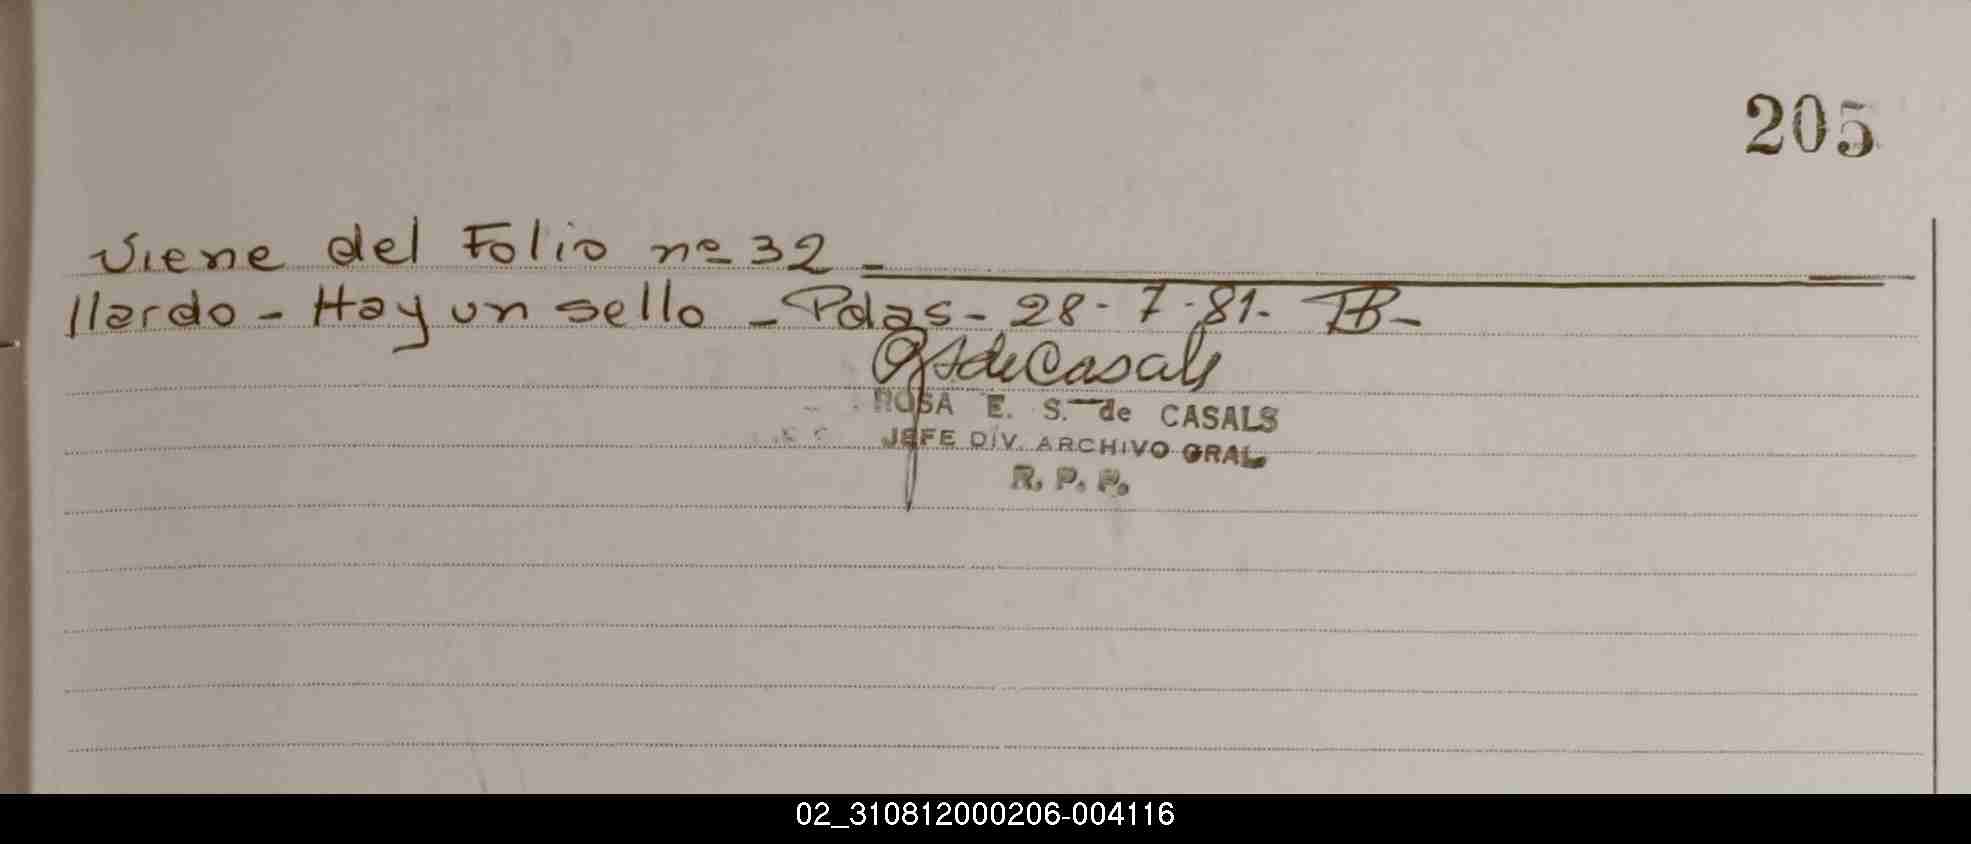 205
Viene del Folio nº 32 -
llardo - Hay un sello - Pdas - 28 - 7 - 81 -
ROSA E. S. de CASALS
JEFE DIV. ARCHIVO GRAL
R. P. P.
02_310812000206-004116